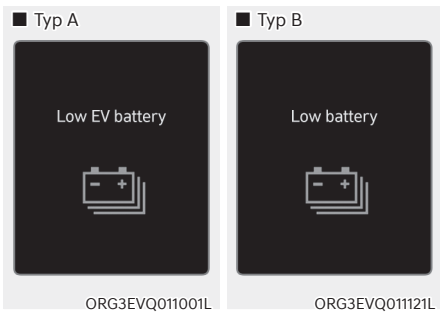 ■ Typ A
Low EV battery
- +
ORG3EVQ011001L
■ Typ B
Low battery
- +
ORG3EVQ011121L